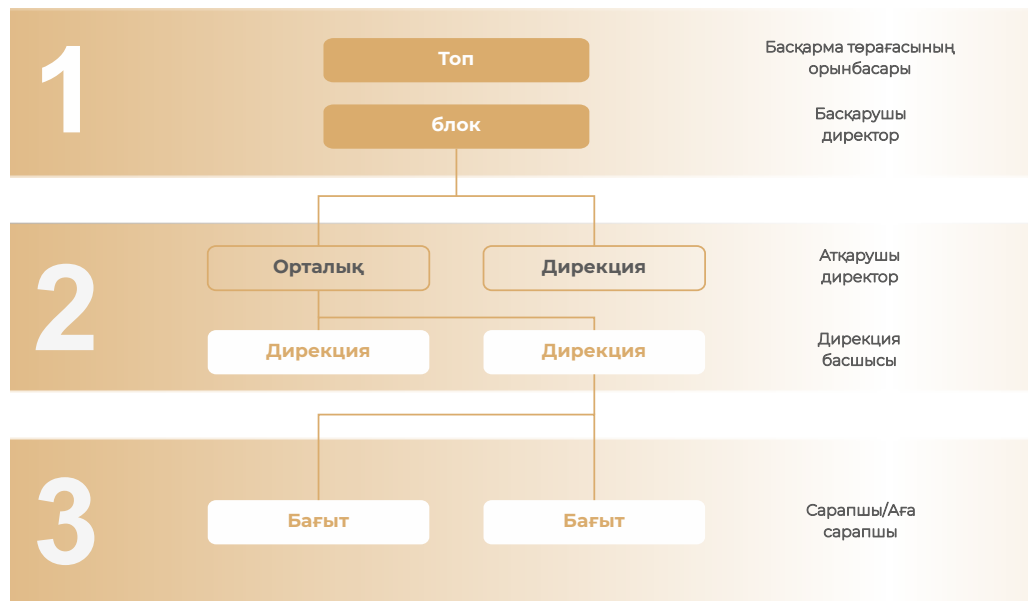 1
Топ
Басқарма төрағасының
орынбасары
блок
Басқарушы
директор
2
Орталық
Дирекция
Атқарушы
директор
Дирекция
Дирекция
Дирекция
басшысы
3
Бағыт
Бағыт
Сарапшы/Аға
сарапшы